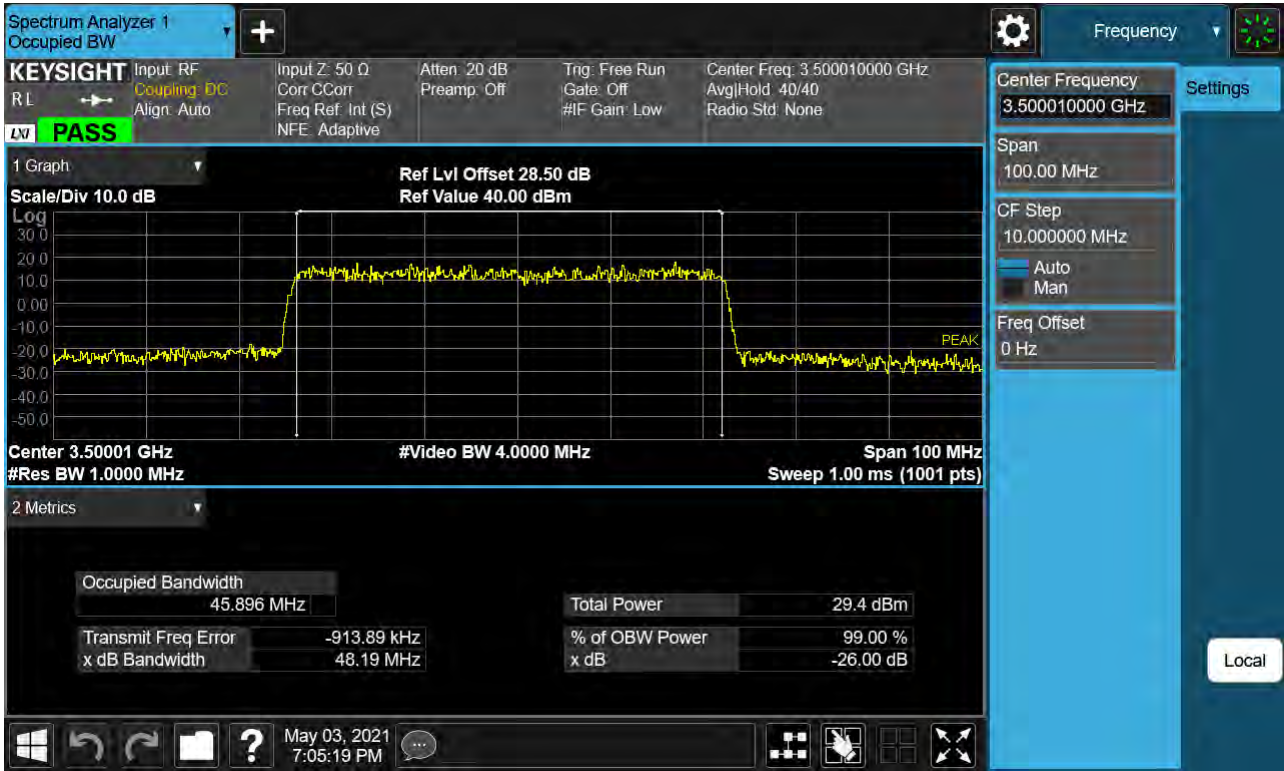 Spectrum Analyzer 1
Occupied BW
+
Frequency
KEYSIGHT
RL
LXI
PASS
Input: RF
Coupling: DC
Align: Auto
Input Z: 50 Ω
Corr CCorr
Freq Ref: Int (S)
NFE: Adaptive
Atten: 20 dB
Preamp: Off
Trig: Free Run
Gate: Off
#IF Gain: Low
Center Freq: 3.500010000 GHz
Avg|Hold: 40/40
Radio Std: None
Center Frequency
3.500010000 GHz
Settings
Span
100.00 MHz
CF Step
10.000000 MHz
Auto
Man
Freq Offset
0 Hz
Local
1 Graph
Scale/Div 10.0 dB
Ref Lvl Offset 28.50 dB
Ref Value 40.00 dBm
Log
30.0
20.0
10.0
0.00
-10.0
-20.0
-30.0
-40.0
-50.0
PEAK
Center 3.50001 GHz
#Video BW 4.0000 MHz
Span 100 MHz
#Res BW 1.0000 MHz
Sweep 1.00 ms (1001 pts)
2 Metrics
Occupied Bandwidth
45.896 MHz
Total Power 29.4 dBm
Transmit Freq Error -913.89 kHz
% of OBW Power 99.00 %
x dB Bandwidth 48.19 MHz
x dB -26.00 dB
?
May 03, 2021
7:05:19 PM